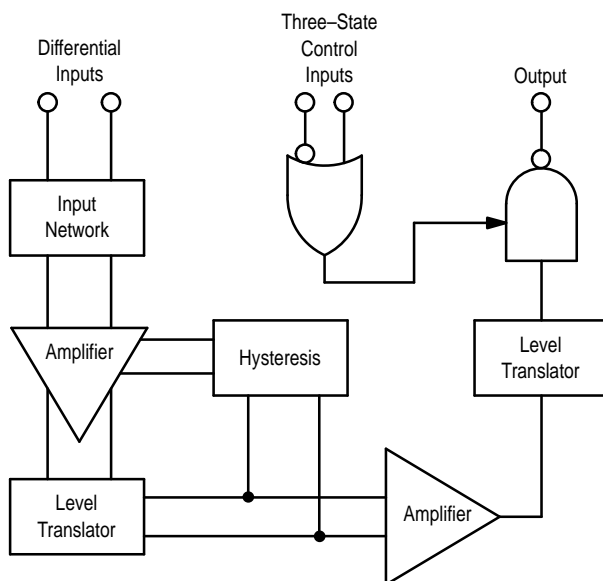 Differential
Inputs
Three–State
Control
Inputs
Output
Input
Network
Amplifier
Hysteresis
Level
Translator
Level
Translator
Amplifier